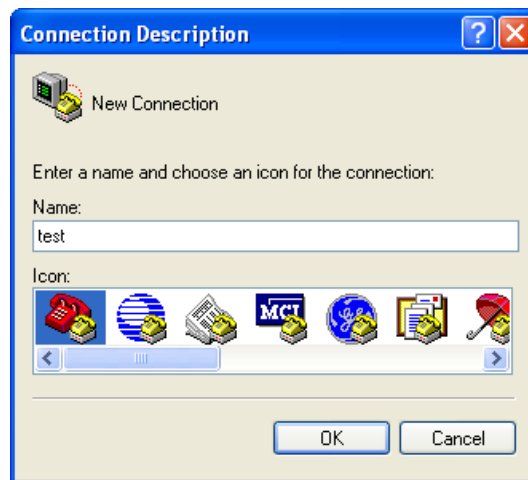 Connection Description
New Connection
Enter a name and choose an icon for the connection:
Name:
test
Icon:
MCI
OK
Cancel